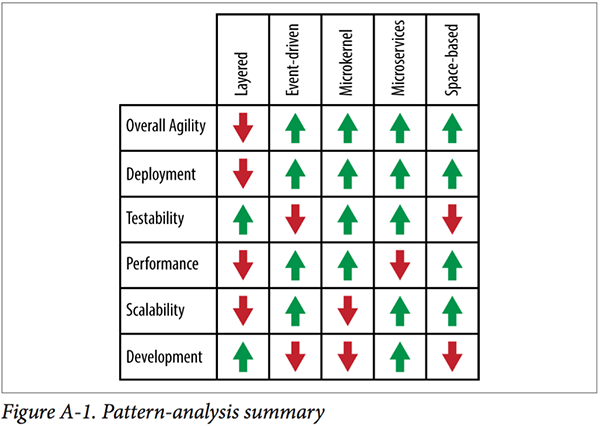 Layered
Event-driven
Microkernel
Microservices
Space-based
Overall Agility
Deployment
Testability
Performance
Scalability
Development
Figure A-1. Pattern-analysis summary